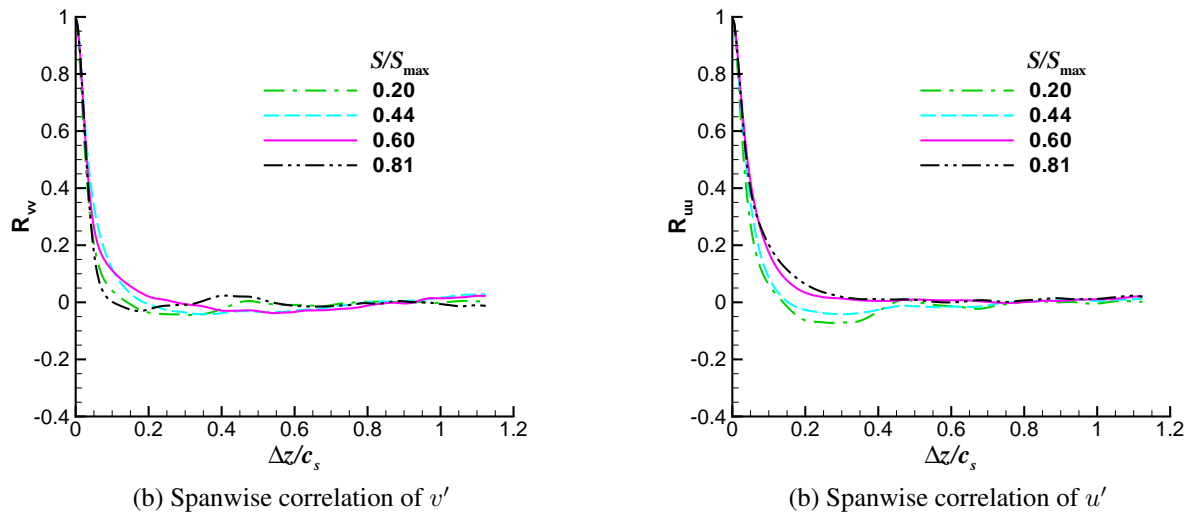 1
0.8
0.6
0.4
0.2
0
-0.2
-0.4
R_vv
S/S_max
0.20
0.44
0.60
0.81
0 0.2 0.4 0.6 0.8 1 1.2
Δz/c_s
(b) Spanwise correlation of v′
1
0.8
0.6
0.4
0.2
0
-0.2
-0.4
R_uu
S/S_max
0.20
0.44
0.60
0.81
0 0.2 0.4 0.6 0.8 1 1.2
Δz/c_s
(b) Spanwise correlation of u′